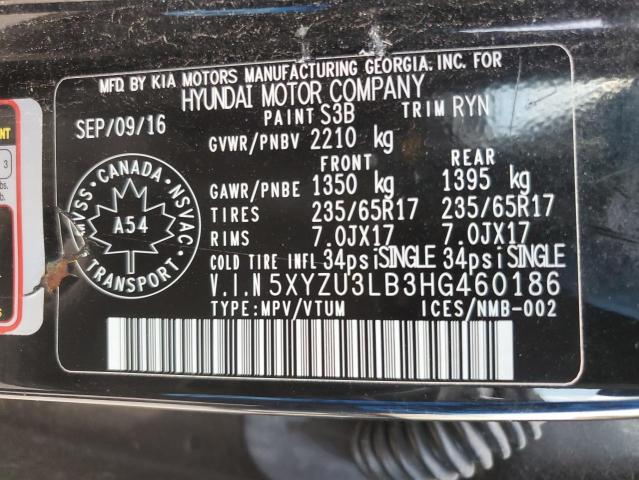 MFD. BY KIA MOTORS MANUFACTURING GEORGIA. INC. FOR
HYUNDAI MOTOR COMPANY
SEP/09/16 PAINT S3B TRIM RYN
GVWR/PNBV 2210 kg
FRONT REAR
GAWR/PNBE 1350 kg 1395 kg
TIRES 235/65R17 235/65R17
RIMS 7.0JX17 7.0JX17
COLD TIRE INFL 34psiSINGLE 34psiSINGLE
V.I.N 5XYZU3LB3HG460186
TYPE:MPV/VTUM ICES/NMB-002
CANADA
NSVAC
TRANSPORT
A54
3